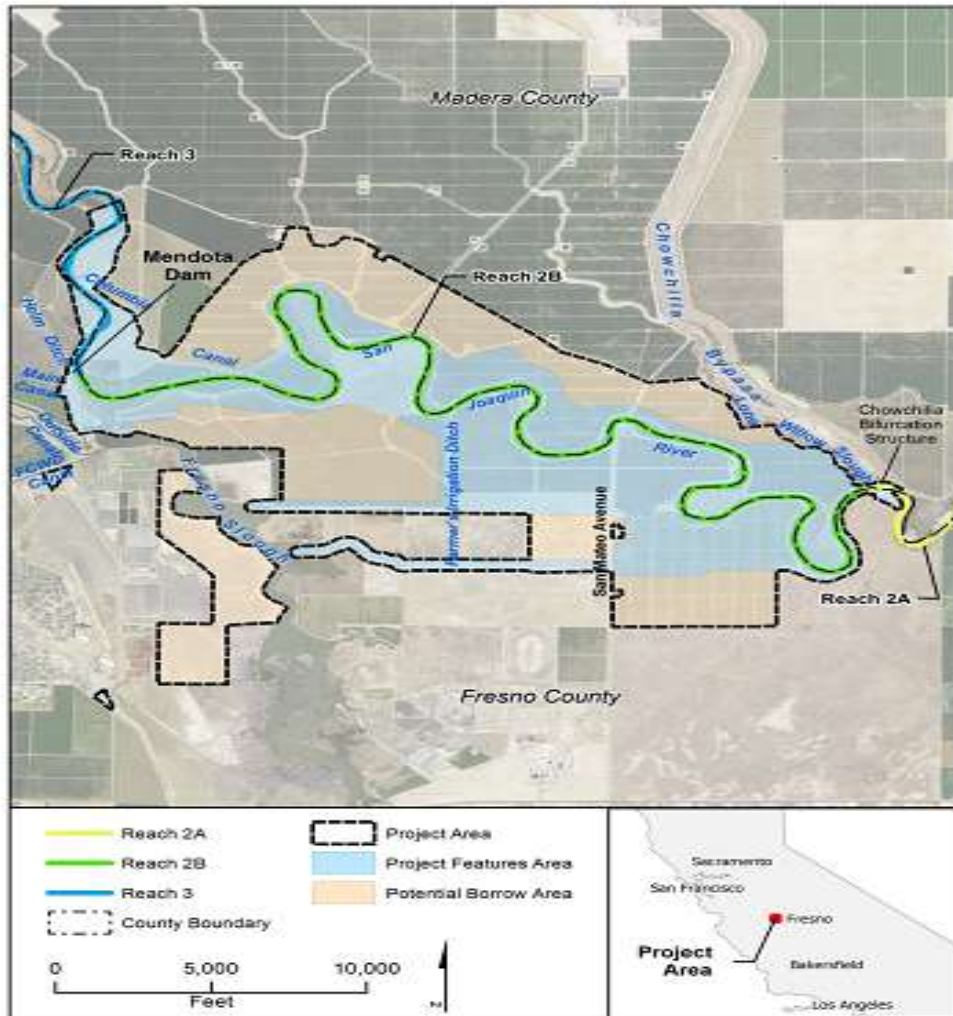 Madera County
Reach 3
Mendota
Dam
Reach 2B
Chowchilla
Bypass
Columbia
Canal
Helm Ditch
Main
Canal
Outside
Canal
San
Joaquin
River
Lone
Willow Slough
Chowchilla
Bifurcation
Structure
Fresno Slough
San Mateo Avenue
Reach 2A
Fresno County
Reach 2A
Reach 2B
Reach 3
County Boundary
Project Area
Project Features Area
Potential Borrow Area
0
5,000
10,000
Feet
Sacramento
San Francisco
Fresno
Project
Area
Bakersfield
Los Angeles